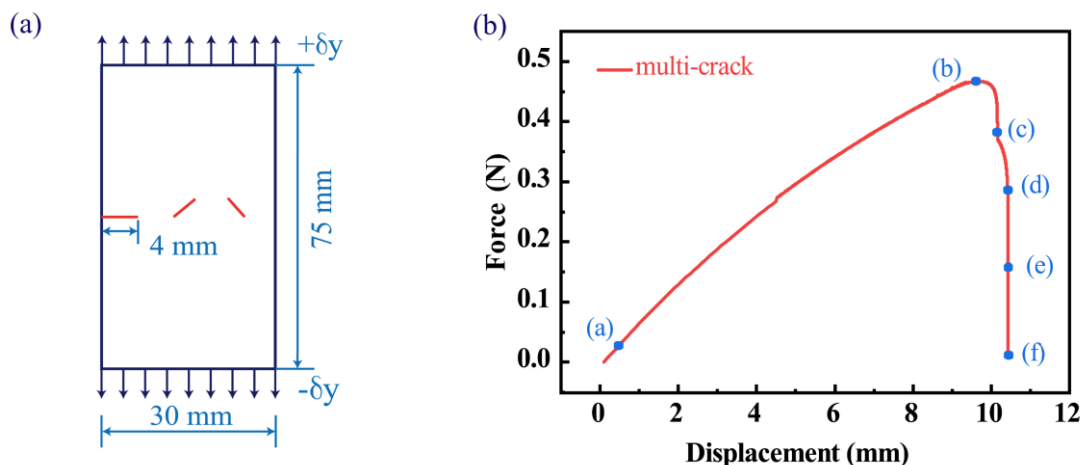 (a)
+δy
75 mm
4 mm
-δy
30 mm
(b)
multi-crack
Force (N)
0.5
0.4
0.3
0.2
0.1
0.0
(a)
(b)
(c)
(d)
(e)
(f)
0 2 4 6 8 10 12
Displacement (mm)